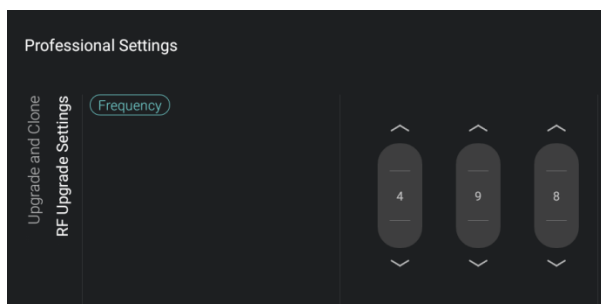 Professional Settings
Upgrade and Clone
RF Upgrade Settings
Frequency
4 9 8